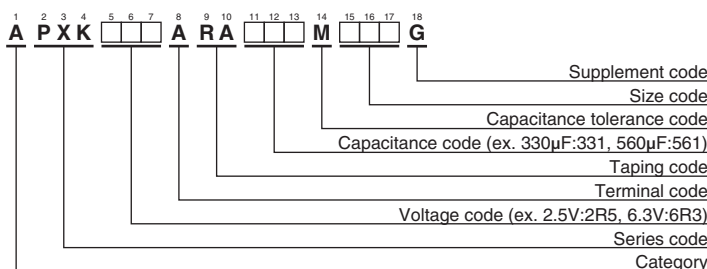 1 2 3 4 5 6 7 8 9 10 11 12 13 14 15 16 17 18
A P X K A R A M G
Supplement code
Size code
Capacitance tolerance code
Capacitance code (ex. 330µF:331, 560µF:561)
Taping code
Terminal code
Voltage code (ex. 2.5V:2R5, 6.3V:6R3)
Series code
Category